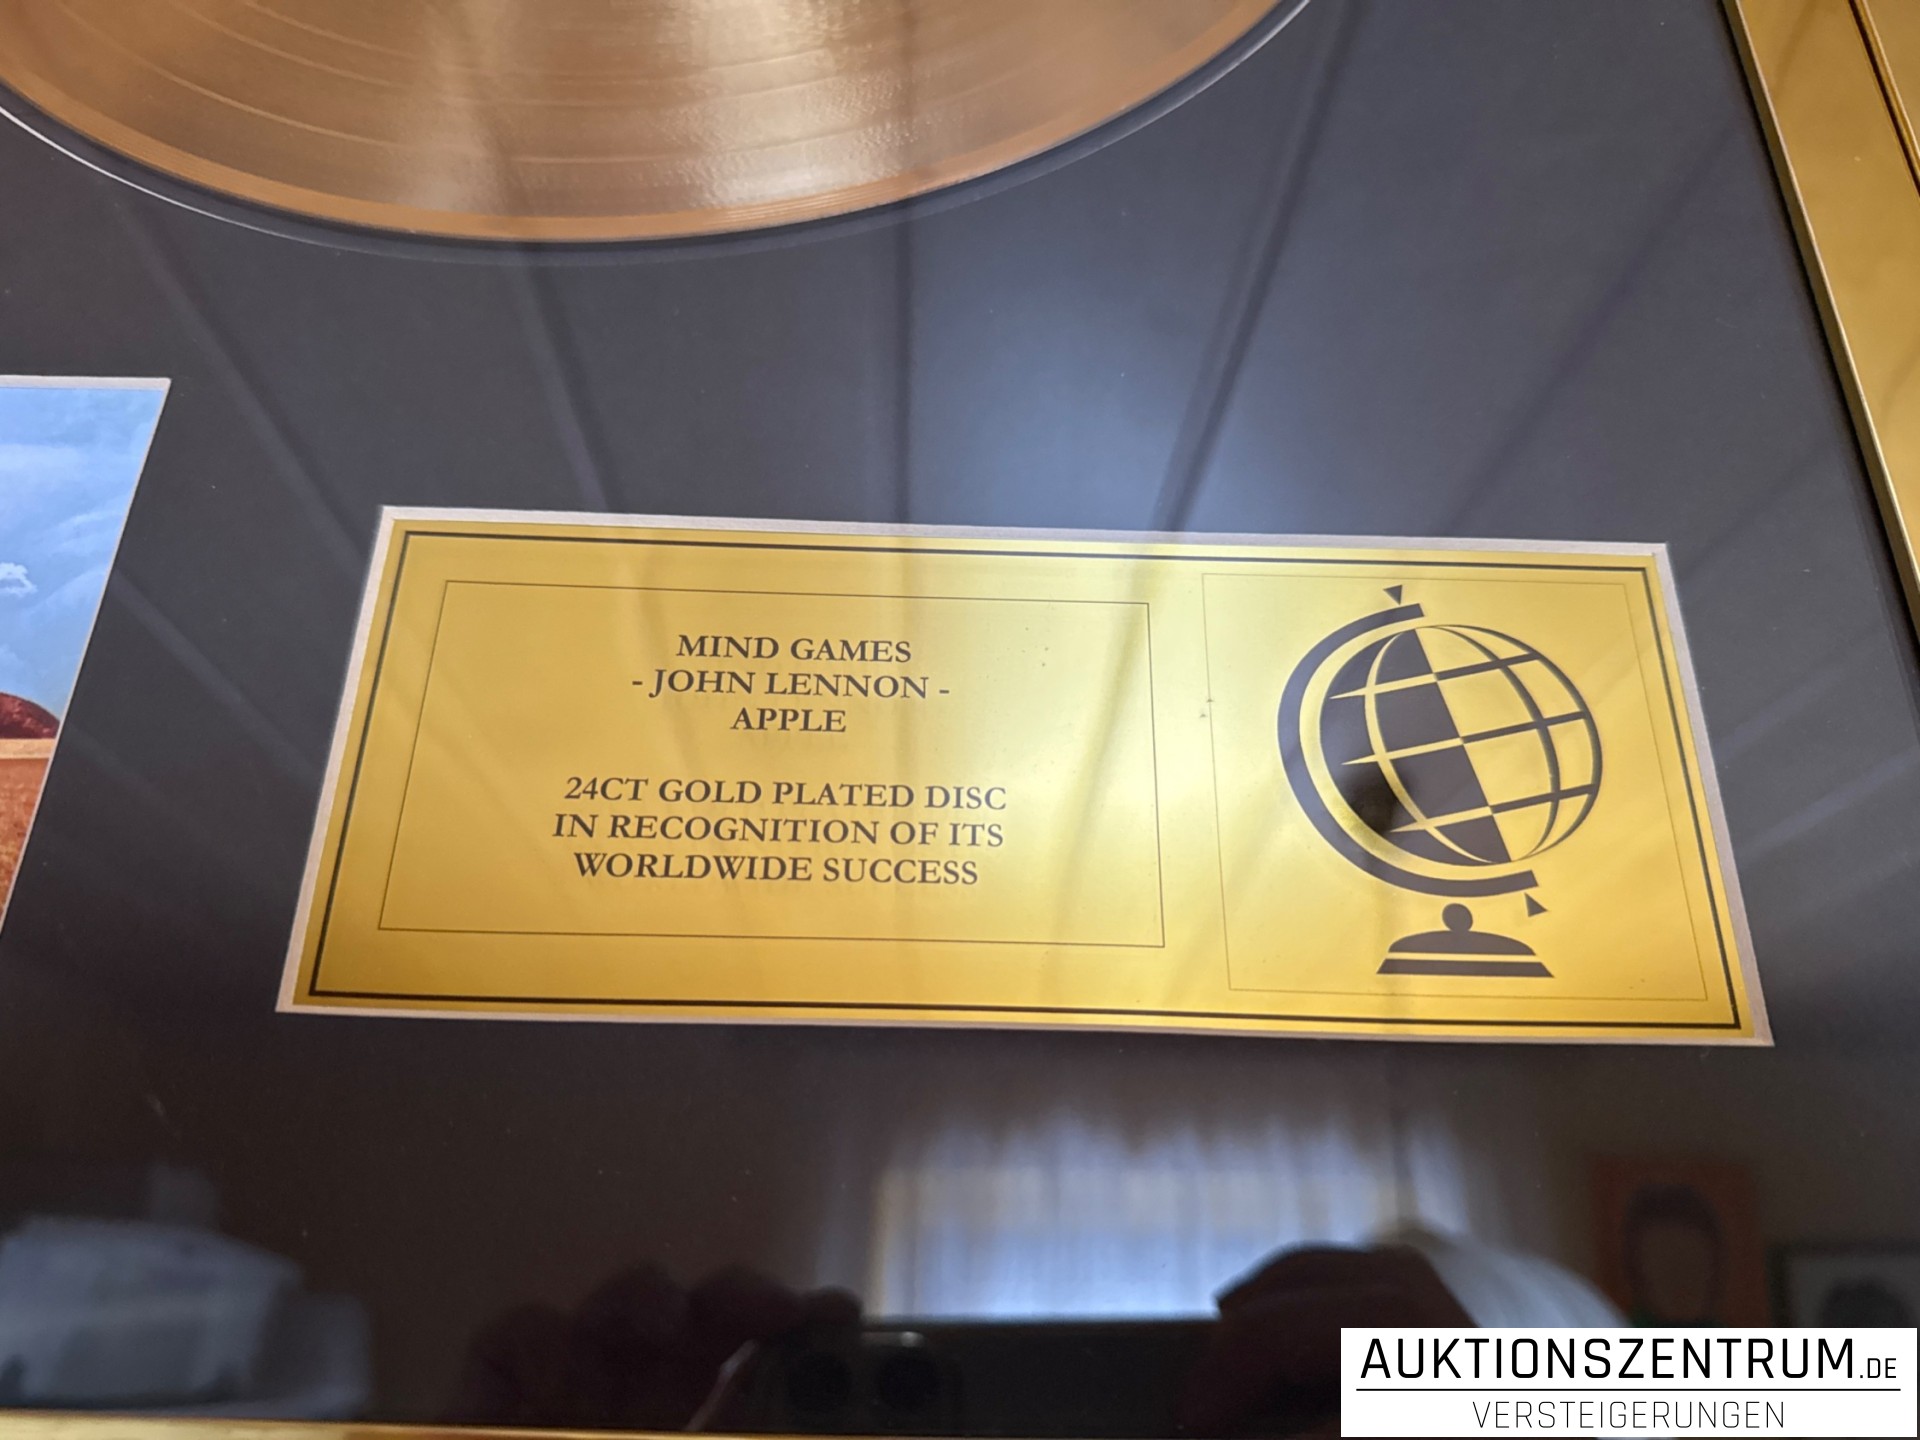 MIND GAMES
- JOHN LENNON -
APPLE
24CT GOLD PLATED DISC
IN RECOGNITION OF ITS
WORLDWIDE SUCCESS
AUKTIONSZENTRUM.DE
VERSTEIGERUNGEN